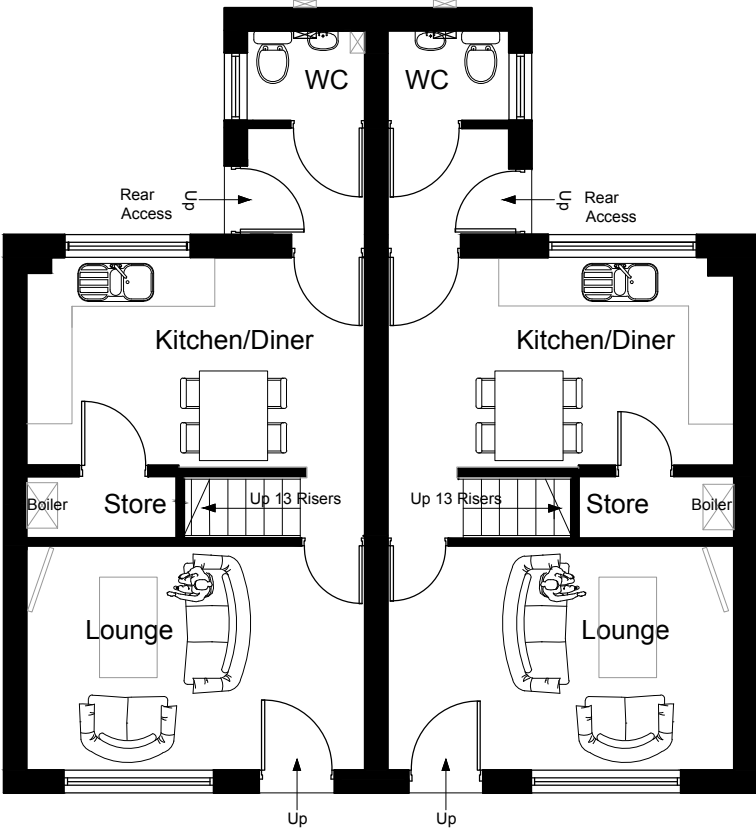 WC
WC
Rear
Access
Up
Up
Rear
Access
Kitchen/Diner
Kitchen/Diner
Boiler
Store
Up 13 Risers
Up 13 Risers
Store
Boiler
Lounge
Lounge
Up
Up